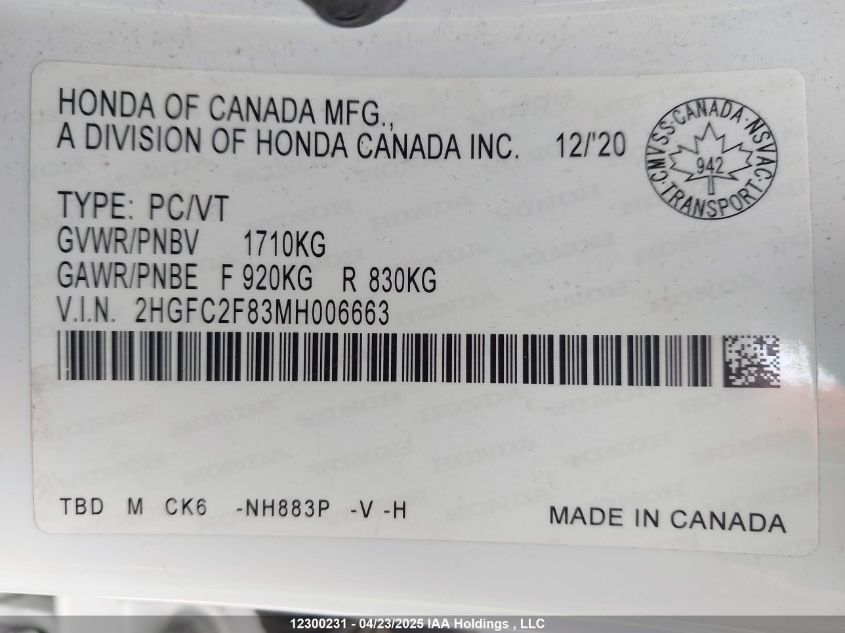 HONDA OF CANADA MFG.,
A DIVISION OF HONDA CANADA INC. 12/'20
CMVSS·CANADA·NSVAC·TRANSPORT·
942
TYPE: PC/VT
GVWR/PNBV 1710KG
GAWR/PNBE F 920KG R 830KG
V.I.N. 2HGFC2F83MH006663
TBD M CK6 -NH883P -V -H
MADE IN CANADA
12300231 - 04/23/2025 IAA Holdings , LLC